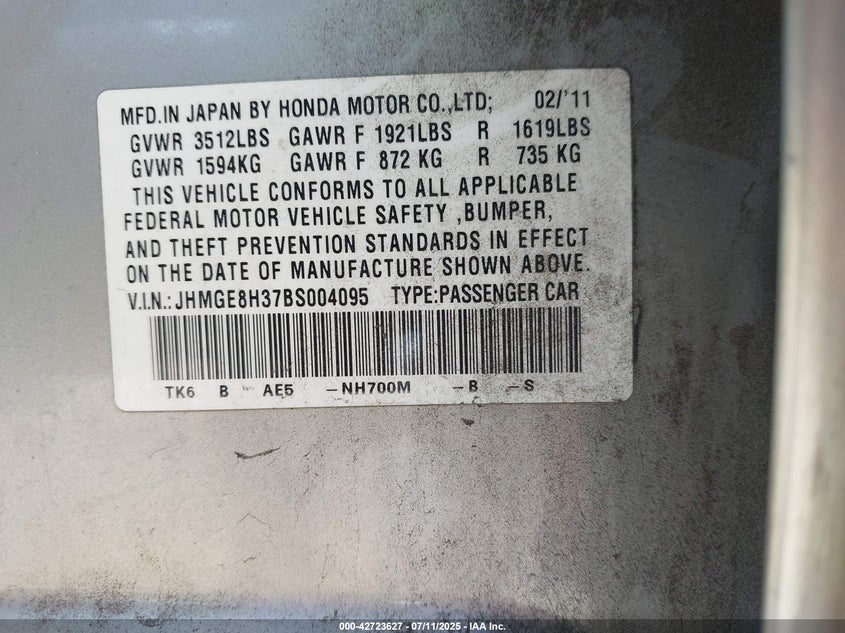 MFD.IN JAPAN BY HONDA MOTOR CO.,LTD; 02/'11
GVWR 3512LBS GAWR F 1921LBS R 1619LBS
GVWR 1594KG GAWR F 872 KG R 735 KG
THIS VEHICLE CONFORMS TO ALL APPLICABLE
FEDERAL MOTOR VEHICLE SAFETY ,BUMPER,
AND THEFT PREVENTION STANDARDS IN EFFECT
ON THE DATE OF MANUFACTURE SHOWN ABOVE.
V.I.N.: JHMGE8H37BS004095 TYPE:PASSENGER CAR
TK6 B AE5 -NH700M -B -S
000-42723627 - 07/11/2025 - IAA Inc.